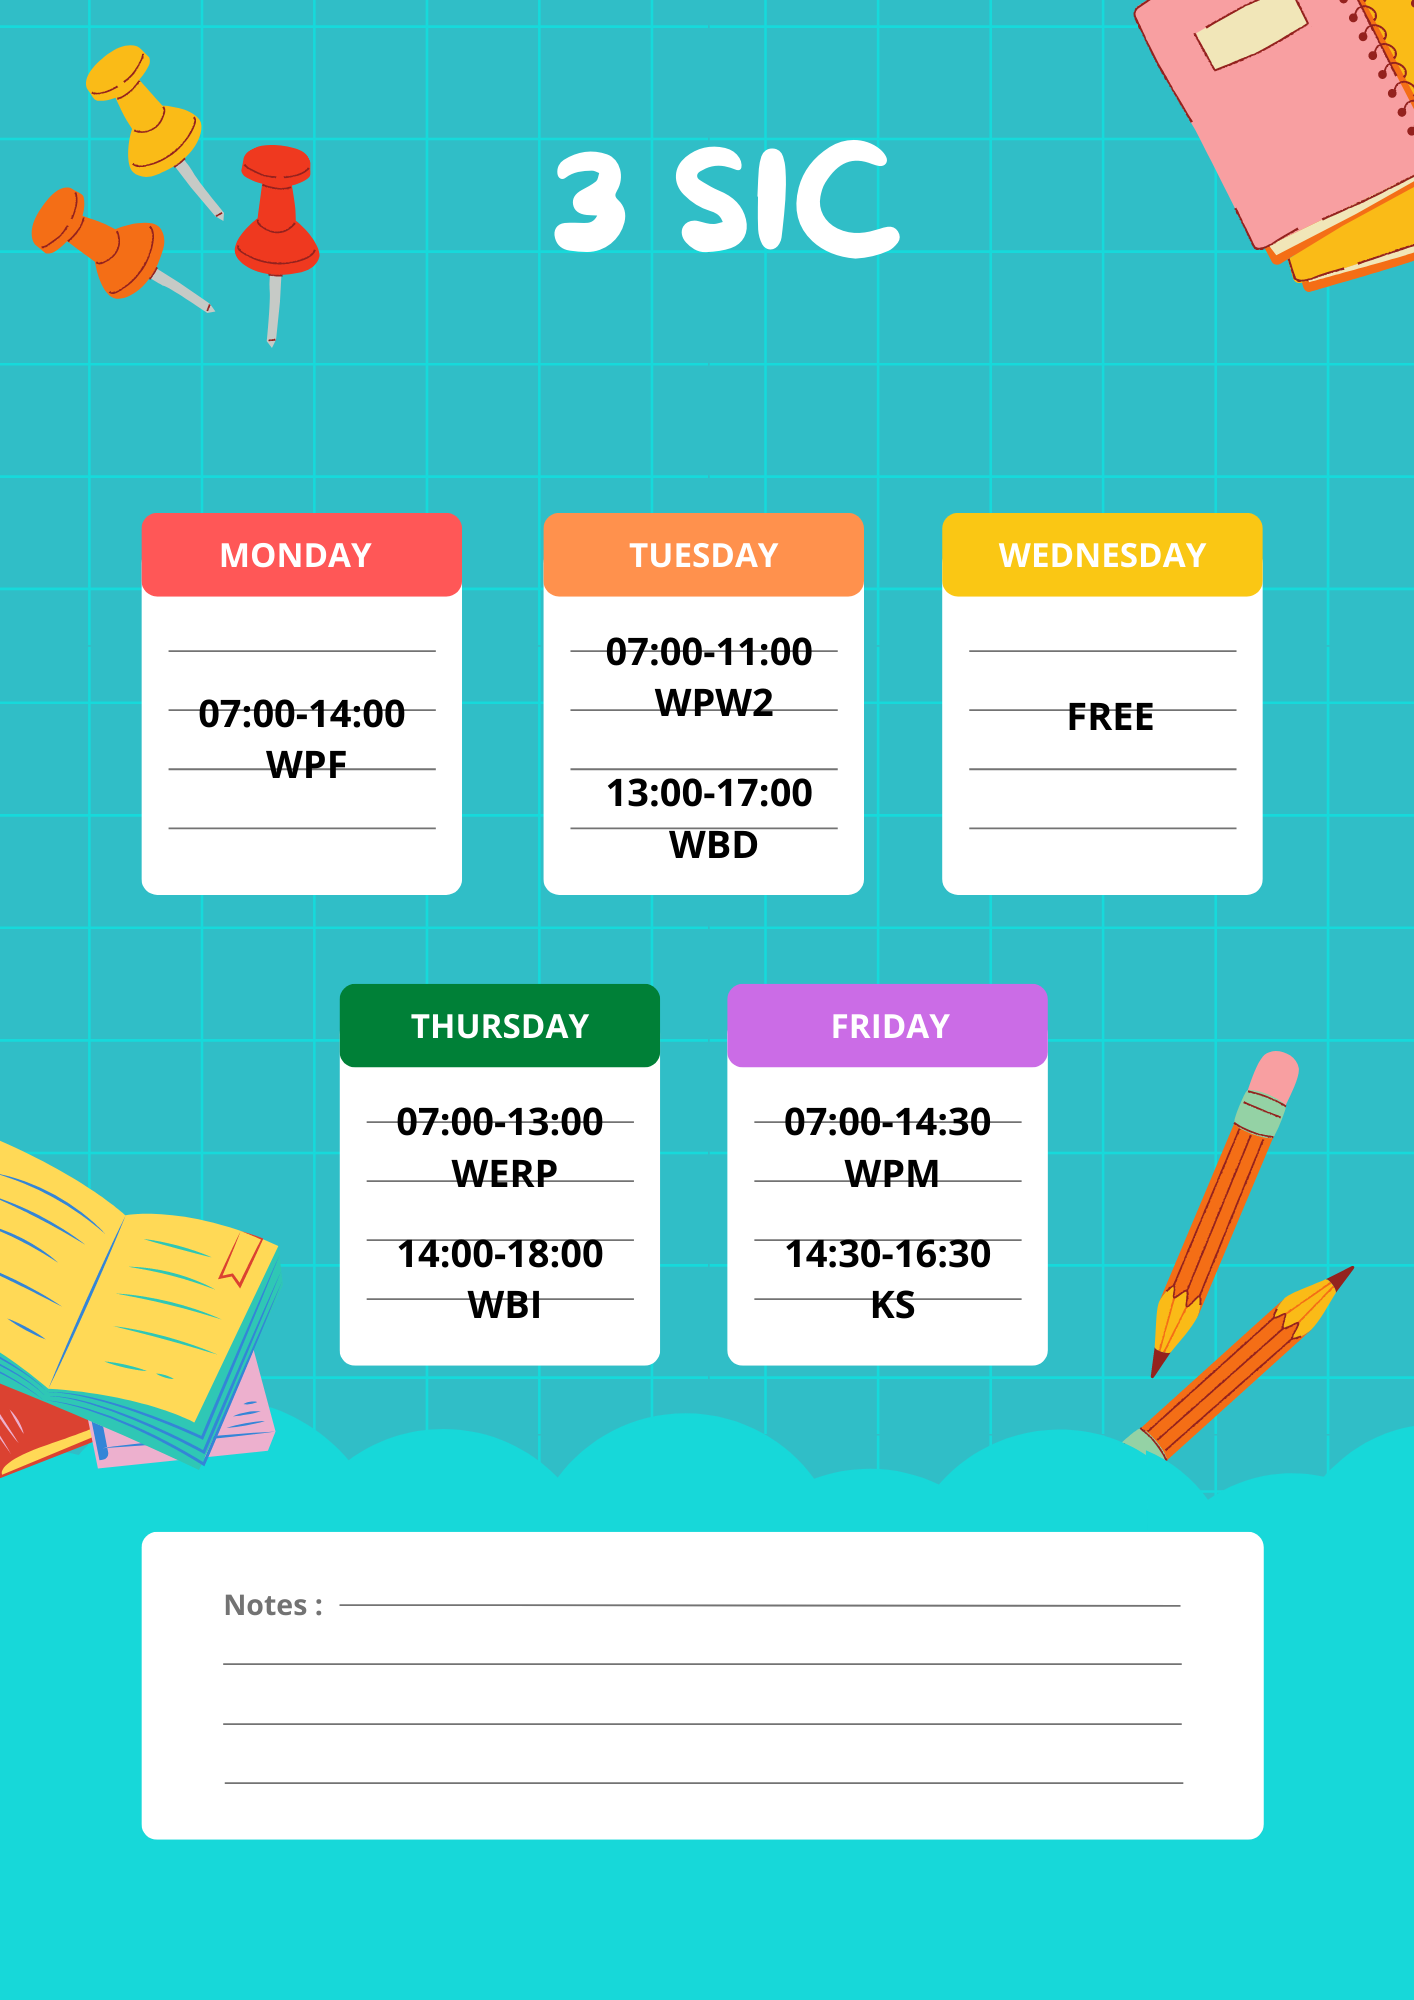 3 SIC
MONDAY
07:00-14:00
WPF
TUESDAY
07:00-11:00
WPW2
13:00-17:00
WBD
WEDNESDAY
FREE
THURSDAY
07:00-13:00
WERP
14:00-18:00
WBI
FRIDAY
07:00-14:30
WPM
14:30-16:30
KS
Notes :